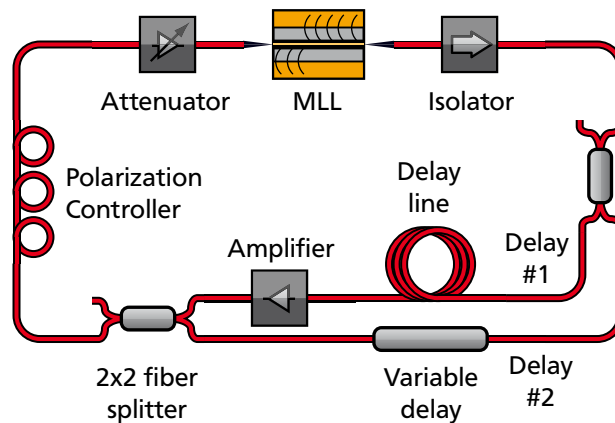 Attenuator
MLL
Isolator
Polarization
Controller
Delay
line
Amplifier
Delay
#1
2x2 fiber
splitter
Variable
delay
Delay
#2